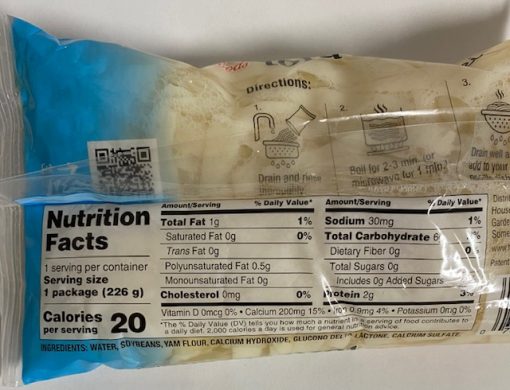 Directions:
1.
2.
3.
Drain and rinse
thoroughly
Boil for 2-3 min. (or
microwave for 1 min.)
Drain well a
add to your
Nutrition
Facts
1 serving per container
Serving size
1 package (226 g)
Calories
per serving 20
Amount/Serving % Daily Value*
Total Fat 1g 1%
Saturated Fat 0g 0%
Trans Fat 0g
Polyunsaturated Fat 0.5g
Monounsaturated Fat 0g
Cholesterol 0mg 0%
Amount/Serving % Daily Value*
Sodium 30mg 1%
Total Carbohydrate
Dietary Fiber 0g
Total Sugars 0g
Includes 0g Added Sugars
Protein 2g 3%
Vitamin D 0mcg 0% • Calcium 200mg 15% • Iron 0.9mg 4% • Potassium 0mg 0%
*The % Daily Value (DV) tells you how much a nutrient in a serving of food contributes to
a daily diet. 2,000 calories a day is used for general nutrition advice.
INGREDIENTS: WATER, SOYBEANS, YAM FLOUR, CALCIUM HYDROXIDE, GLUCONO DELTA LACTONE, CALCIUM SULFATE.
Distri
House
Garde
Some
Patent